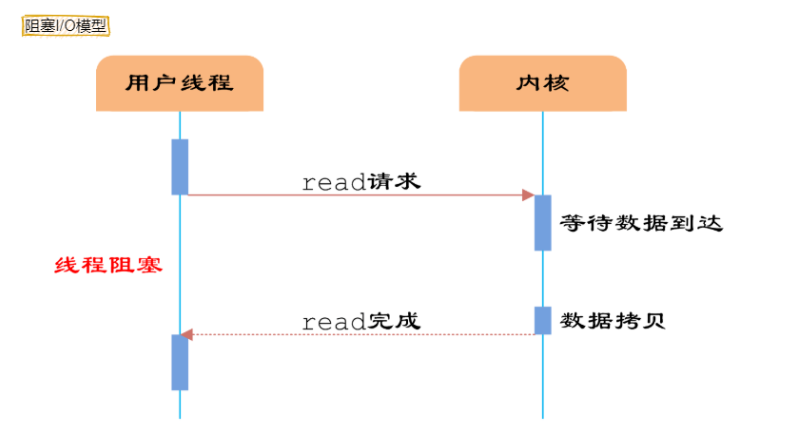 阻塞I/O模型
用户线程
内核
read请求
等待数据到达
线程阻塞
read完成
数据拷贝